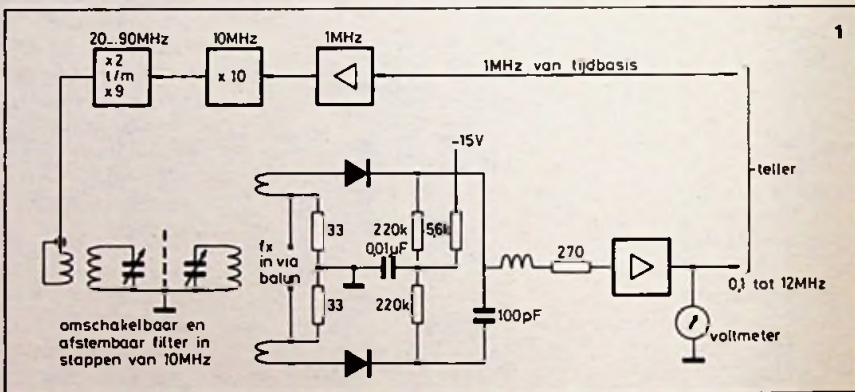 1
20...90MHz
x2
t/m
x9
10MHz
x 10
1MHz
1MHz van tijdbasis
teller
-15V
33
fx
in via
balun
33
220k
0,01µF
5,6k
220k
270
100pF
0,1 tot 12MHz
voltmeter
omschakelbaar en
afstembaar filter in
stappen van 10MHz